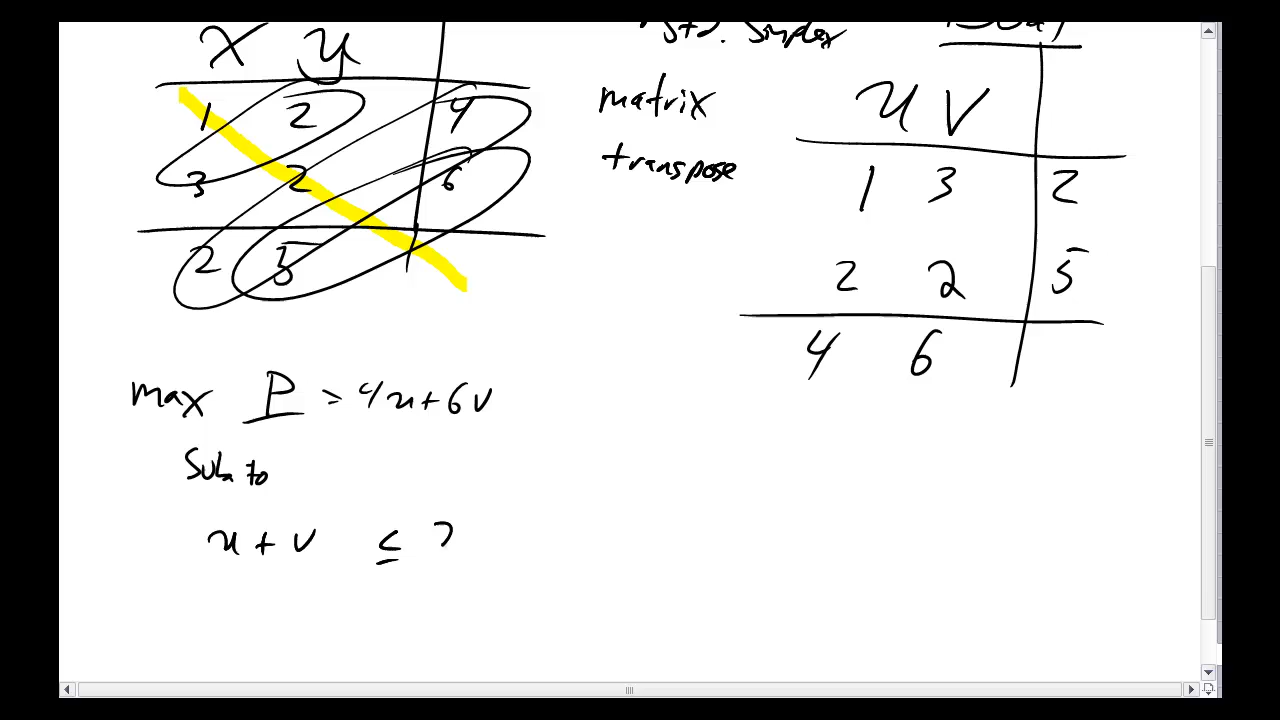 x y
1 2 4
3 2 6
2 5
std. simplex
matrix
transpose
u v
1 3 2
2 2 5
4 6
max P = 4u + 6v
Sub. to
u + v ≤